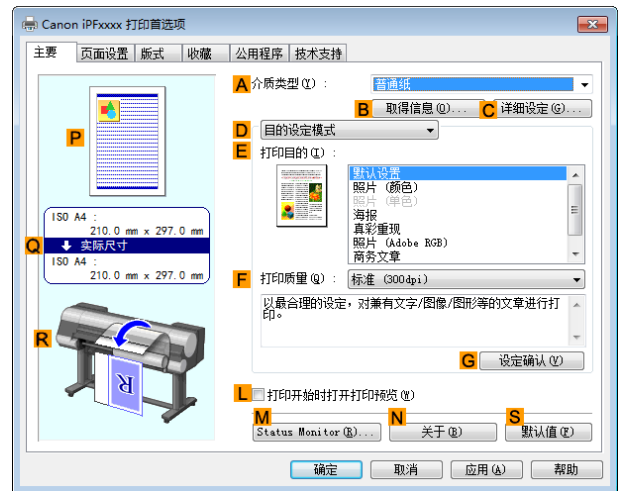 Canon iPFxxxx 打印首选项
主要 页面设置 版式 收藏 公用程序 技术支持
A 介质类型(Y) : 普通纸
B 取得信息(O)... C 详细设定(G)...
D 目的设定模式
E 打印目的(I) :
默认设置
照片 (颜色)
照片 (单色)
海报
真彩重现
照片 (Adobe RGB)
商务文章
F 打印质量(Q) : 标准 (300dpi)
以最合理的设定，对兼有文字/图像/图形等的文章进行打
印。
G 设定确认(V)
P
ISO A4 :
210.0 mm x 297.0 mm
Q 实际尺寸
ISO A4 :
210.0 mm x 297.0 mm
R
R
L 打印开始时打开打印预览(W)
M N S
Status Monitor(R)... 关于(B) 默认值(F)
确定 取消 应用(A) 帮助